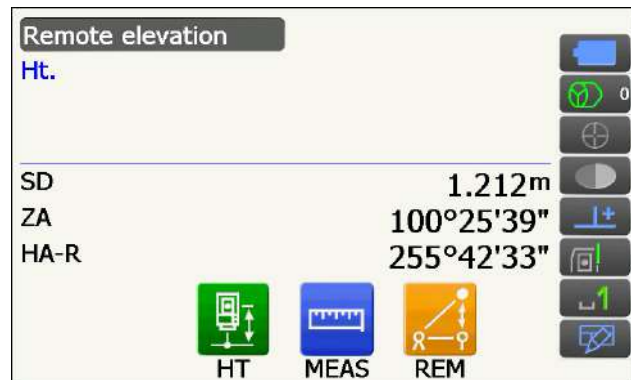 Remote elevation
Ht.
0
SD 1.212m
ZA 100°25'39"
HA-R 255°42'33"
1
HT MEAS REM